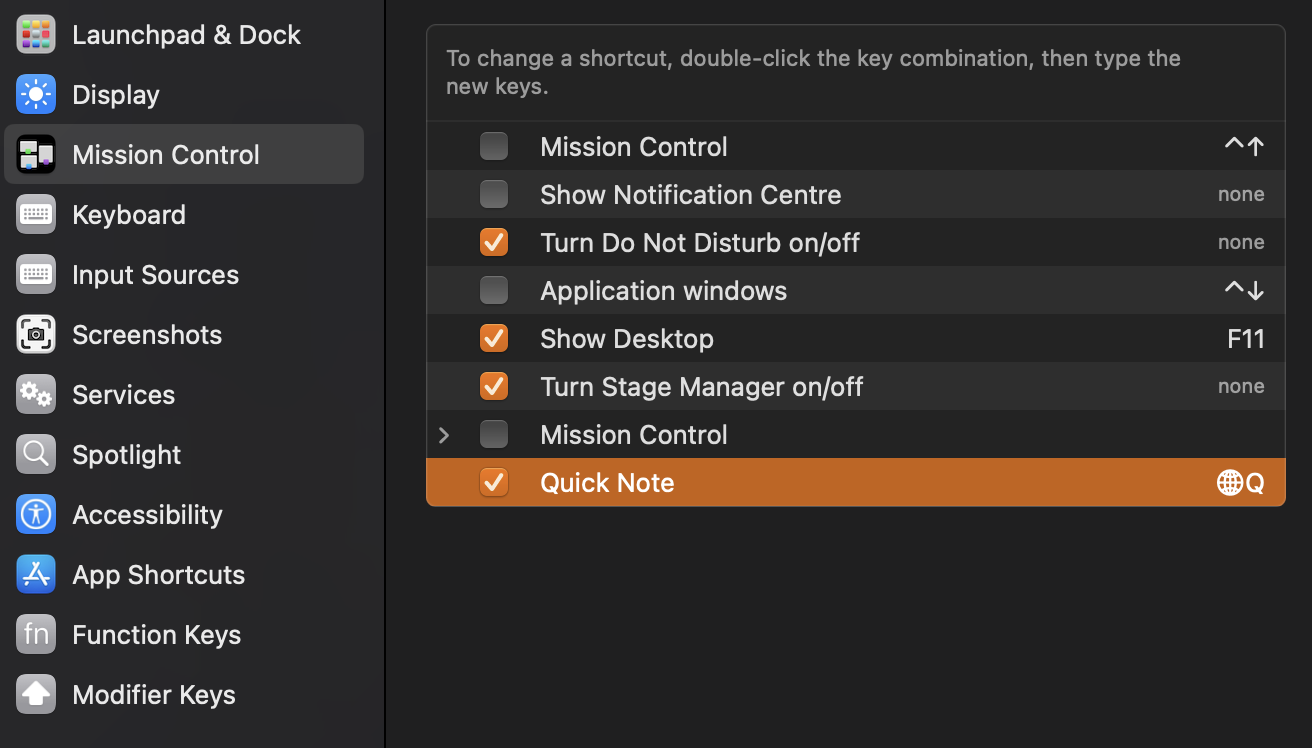 Launchpad & Dock
Display
Mission Control
Keyboard
Input Sources
Screenshots
Services
Spotlight
Accessibility
App Shortcuts
fn Function Keys
Modifier Keys
To change a shortcut, double-click the key combination, then type the
new keys.
Mission Control ^↑
Show Notification Centre none
Turn Do Not Disturb on/off none
Application windows ^↓
Show Desktop F11
Turn Stage Manager on/off none
Mission Control
Quick Note 🌐Q